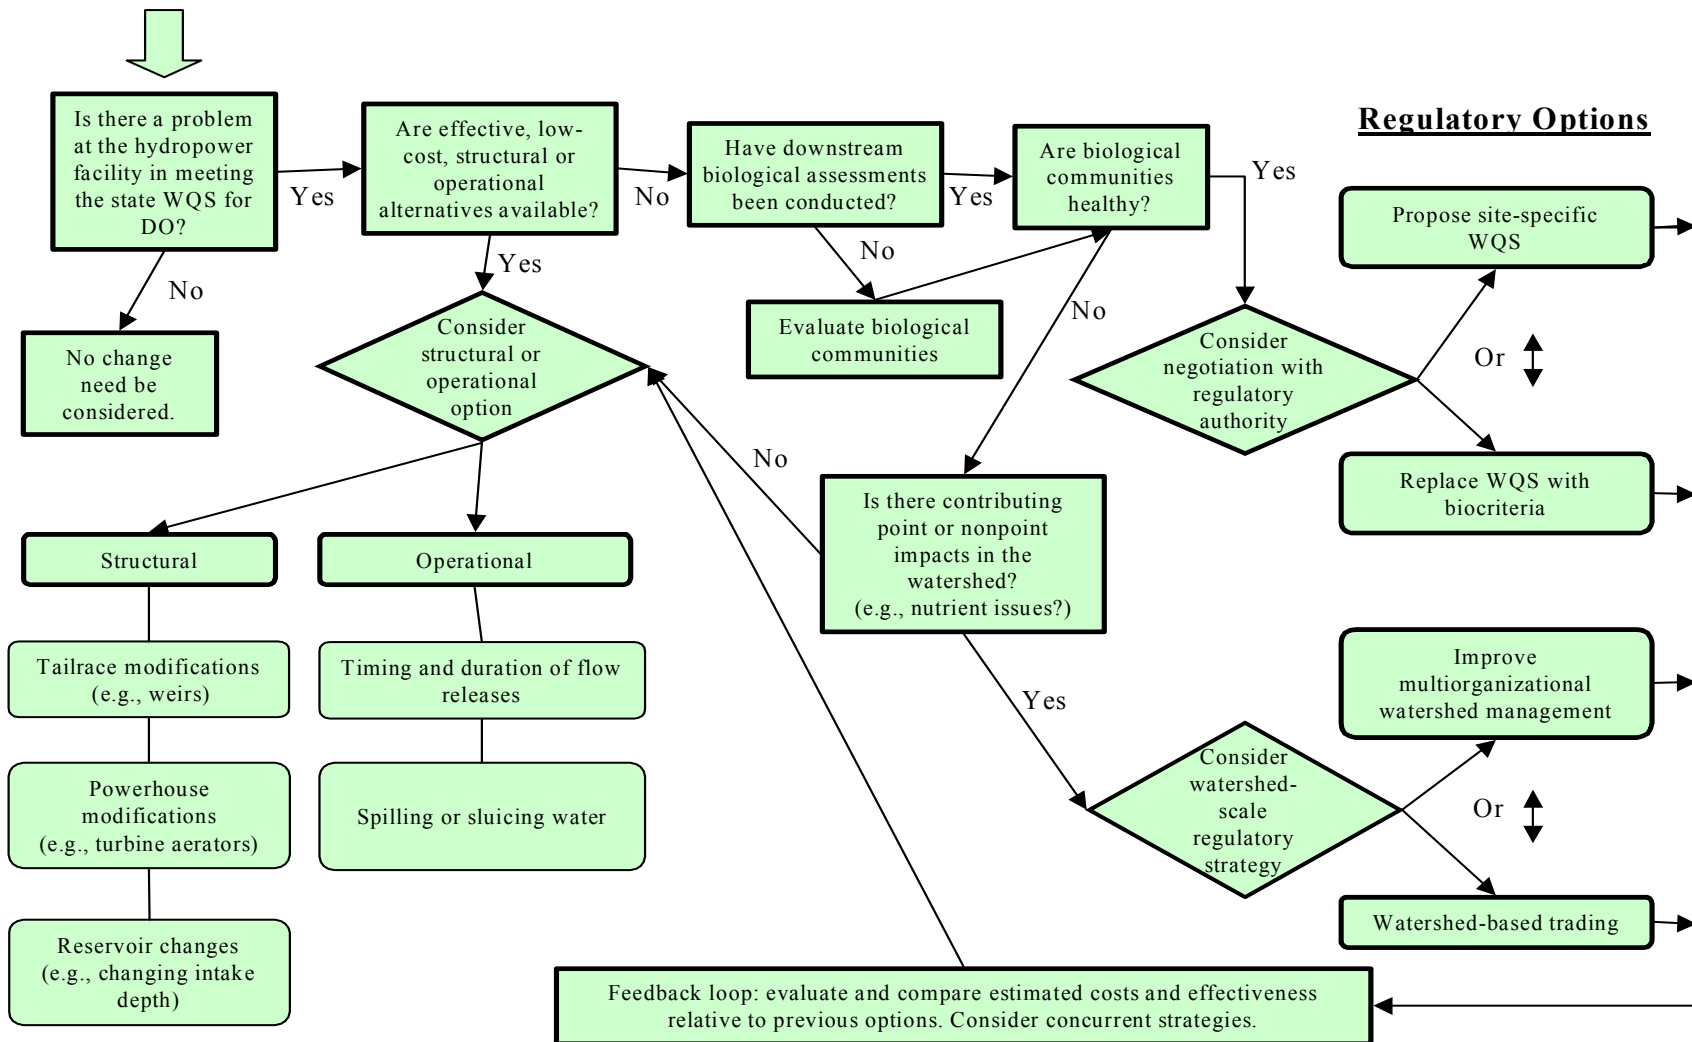 Is there a problem
at the hydropower
facility in meeting
the state WQS for
DO?
Yes
No
No change
need be
considered.
Are effective, low-
cost, structural or
operational
alternatives available?
No
Yes
Consider
structural or
operational
option
Have downstream
biological assessments
been conducted?
Yes
No
Evaluate biological
communities
Are biological
communities
healthy?
Yes
No
Consider
negotiation with
regulatory
authority
Regulatory Options
Propose site-specific
WQS
Or
Replace WQS with
biocriteria
Is there contributing
point or nonpoint
impacts in the
watershed?
(e.g., nutrient issues?)
No
Yes
Consider
watershed-
scale
regulatory
strategy
Improve
multiorganizational
watershed management
Or
Watershed-based trading
Structural
Tailrace modifications
(e.g., weirs)
Powerhouse
modifications
(e.g., turbine aerators)
Reservoir changes
(e.g., changing intake
depth)
Operational
Timing and duration of flow
releases
Spilling or sluicing water
Feedback loop: evaluate and compare estimated costs and effectiveness
relative to previous options. Consider concurrent strategies.